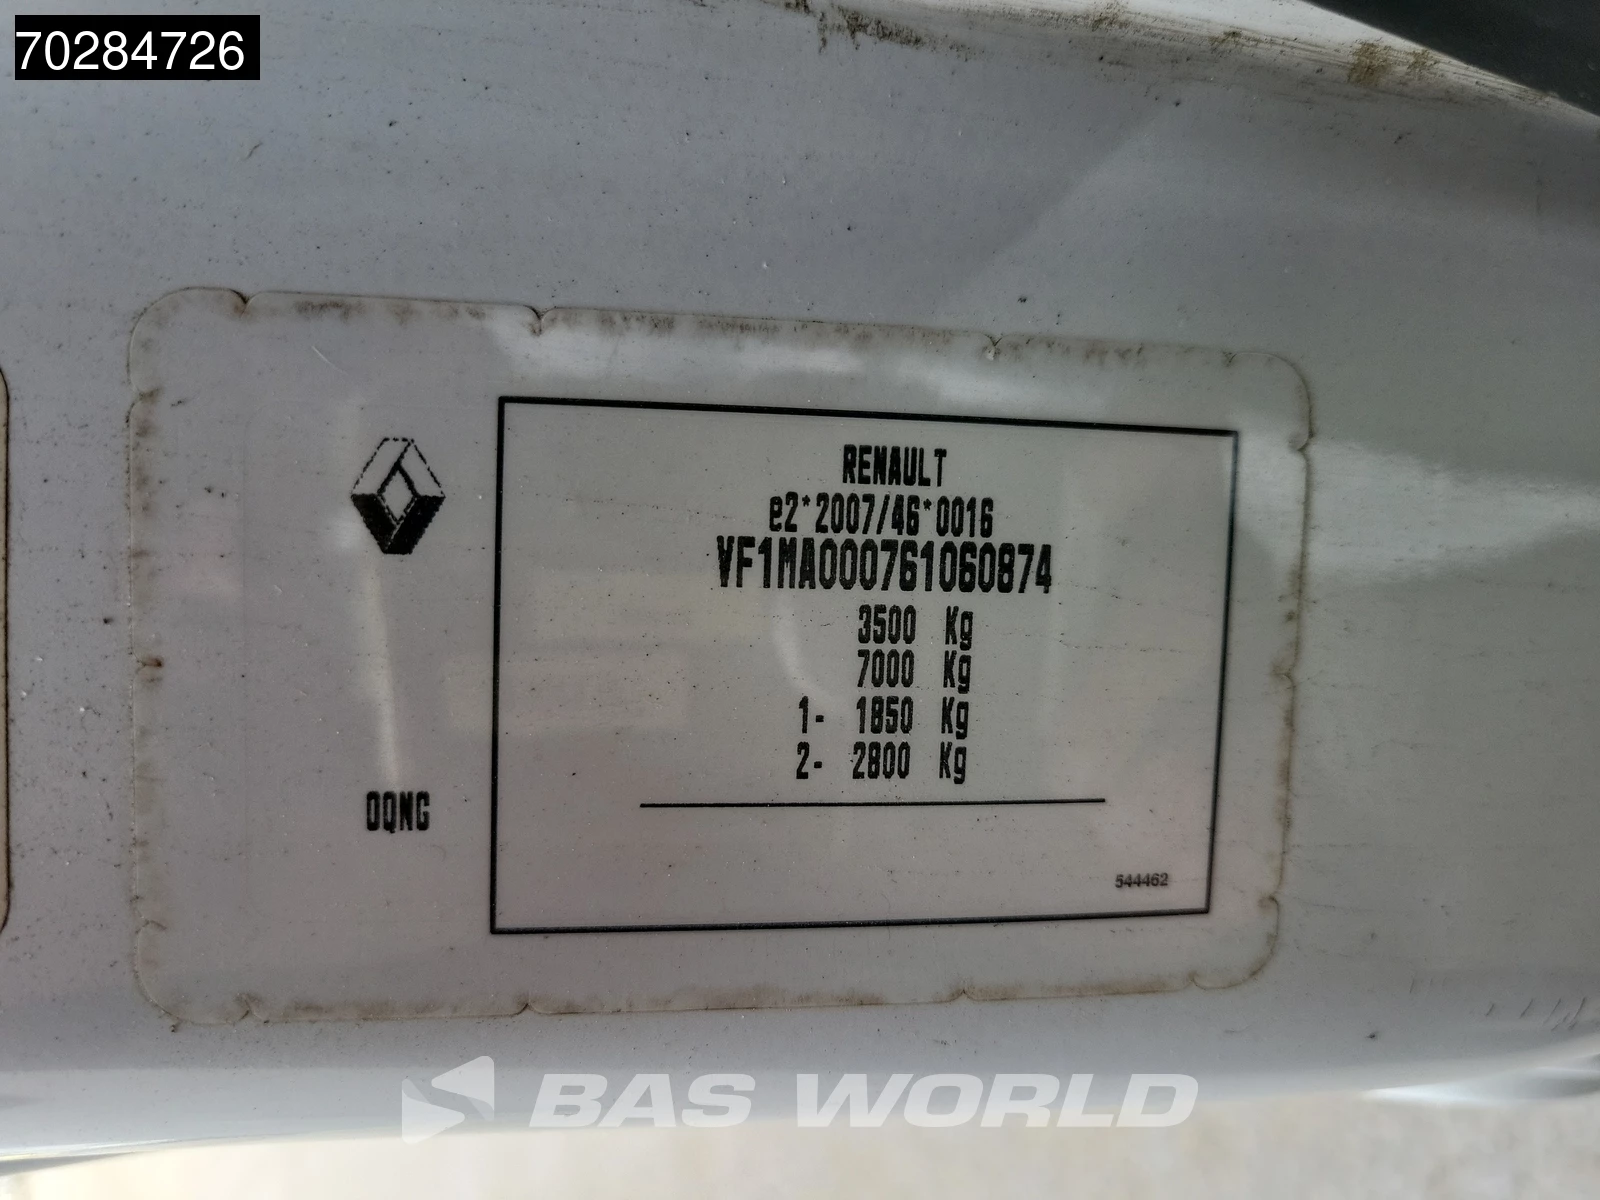 70284726
RENAULT
e2*2007/46*0016
VF1MA000761060874
3500 Kg
7000 Kg
1- 1850 Kg
2- 2800 Kg
0QNG
544462
BAS WORLD